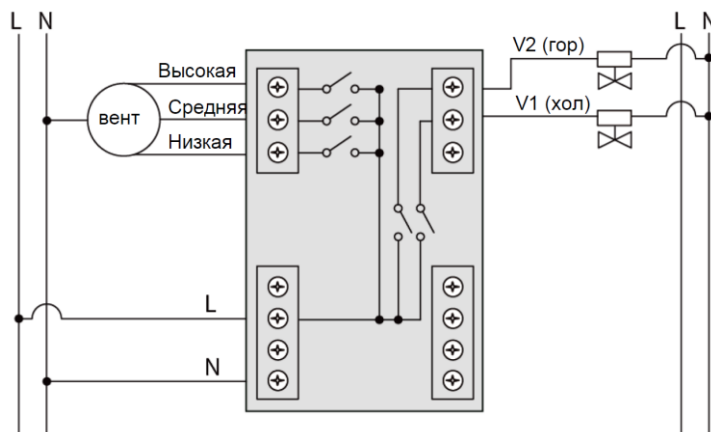 L N
L N
V2 (гор)
Высокая
вент
Средняя
V1 (хол)
Низкая
L
N